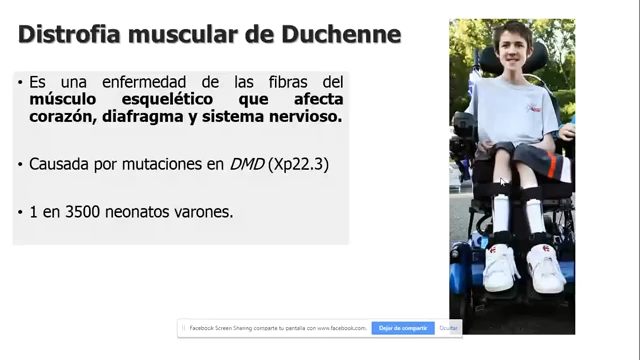 Distrofia muscular de Duchenne
• Es una enfermedad de las fibras del
músculo esquelético que afecta
corazón, diafragma y sistema nervioso.
• Causada por mutaciones en DMD (Xp22.3)
• 1 en 3500 neonatos varones.
Facebook Screen Sharing comparte tu pantalla con www.facebook.com.
Dejar de compartir
Ocultar